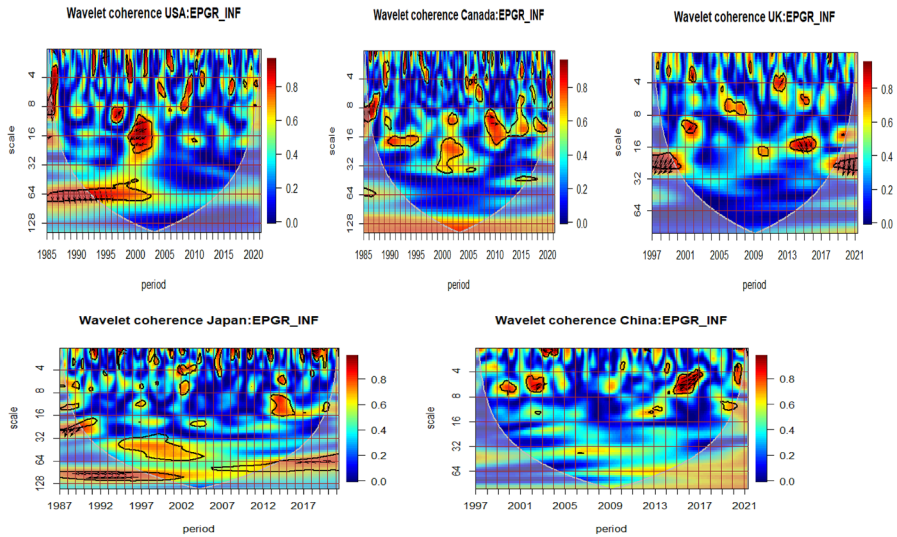 Wavelet coherence USA:EPGR_INF
scale
4
8
16
32
64
128
1985 1990 1995 2000 2005 2010 2015 2021
period
0.8
0.6
0.4
0.2
0.0
Wavelet coherence Canada:EPGR_INF
scale
4
8
16
32
64
128
1985 1990 1995 2000 2005 2010 2015 2021
period
0.8
0.6
0.4
0.2
0.0
Wavelet coherence UK:EPGR_INF
scale
4
8
16
32
64
1997 2001 2005 2009 2013 2017 2021
period
0.8
0.6
0.4
0.2
0.0
Wavelet coherence Japan:EPGR_INF
scale
4
8
16
32
64
128
1987 1992 1997 2002 2007 2012 2017
period
0.8
0.6
0.4
0.2
0.0
Wavelet coherence China:EPGR_INF
scale
4
8
16
32
64
1997 2001 2005 2009 2013 2017 2021
period
0.8
0.6
0.4
0.2
0.0